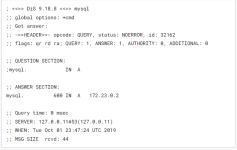 ; <<>> DiG 9.18.8 <<>> mysql
;; global options: +cmd
;; Got answer:
;; ->>HEADER<<- opcode: QUERY, status: NOERROR, id: 32162
;; flags: qr rd ra; QUERY: 1, ANSWER: 1, AUTHORITY: 0, ADDITIONAL: 0
;; QUESTION SECTION:
;mysql. IN A
;; ANSWER SECTION:
mysql. 600 IN A 172.23.0.2
;; Query time: 0 msec
;; SERVER: 127.0.0.11#53(127.0.0.11)
;; WHEN: Tue Oct 01 23:47:24 UTC 2019
;; MSG SIZE rcvd: 44